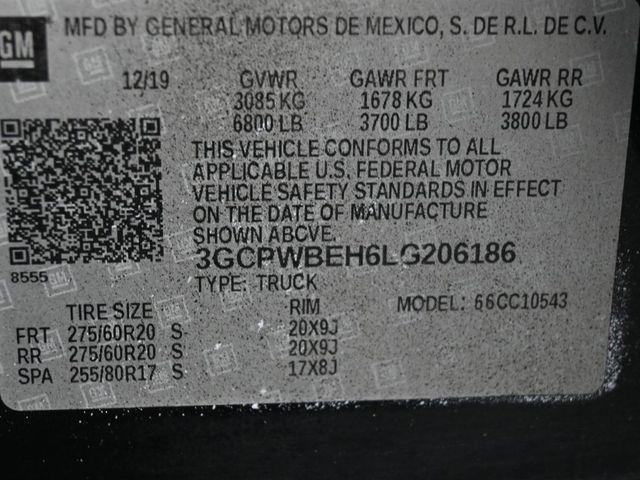 GM MFD BY GENERAL MOTORS DE MEXICO, S. DE R.L. DE C.V.
12/19 GVWR GAWR FRT GAWR RR
3085 KG 1678 KG 1724 KG
6800 LB 3700 LB 3800 LB
THIS VEHICLE CONFORMS TO ALL
APPLICABLE U.S. FEDERAL MOTOR
VEHICLE SAFETY STANDARDS IN EFFECT
ON THE DATE OF MANUFACTURE
SHOWN ABOVE.
3GCPWBEH6LG206186
8555
TYPE: TRUCK MODEL: 66CC10543
TIRE SIZE RIM
FRT 275/60R20 S 20X9J
RR 275/60R20 S 20X9J
SPA 255/80R17 S 17X8J